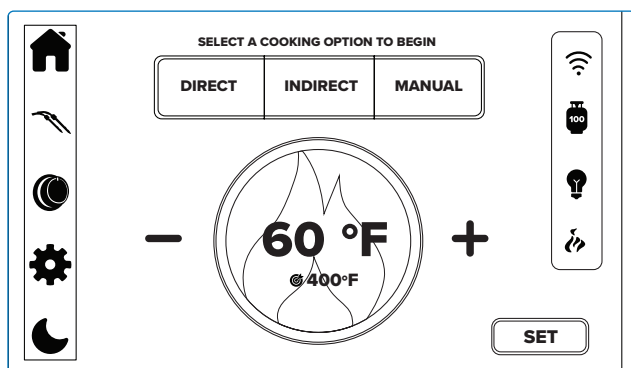 SELECT A COOKING OPTION TO BEGIN
DIRECT INDIRECT MANUAL
100
60 °F
400°F
SET